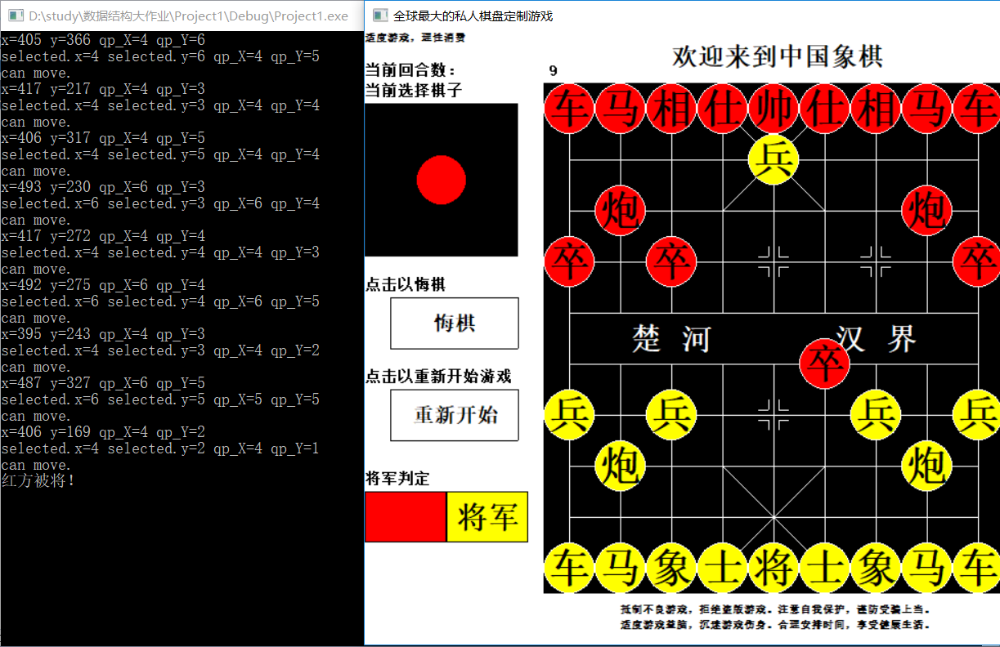 D:\study\数据结构大作业\Project1\Debug\Project1.exe
x=405 y=366 qp_X=4 qp_Y=6
selected.x=4 selected.y=6 qp_X=4 qp_Y=5
can move.
x=417 y=217 qp_X=4 qp_Y=3
selected.x=4 selected.y=3 qp_X=4 qp_Y=4
can move.
x=406 y=317 qp_X=4 qp_Y=5
selected.x=4 selected.y=5 qp_X=4 qp_Y=4
can move.
x=493 y=230 qp_X=6 qp_Y=3
selected.x=6 selected.y=3 qp_X=6 qp_Y=4
can move.
x=417 y=272 qp_X=4 qp_Y=4
selected.x=4 selected.y=4 qp_X=4 qp_Y=3
can move.
x=492 y=275 qp_X=6 qp_Y=4
selected.x=6 selected.y=4 qp_X=6 qp_Y=5
can move.
x=395 y=243 qp_X=4 qp_Y=3
selected.x=4 selected.y=3 qp_X=4 qp_Y=2
can move.
x=487 y=327 qp_X=6 qp_Y=5
selected.x=6 selected.y=5 qp_X=5 qp_Y=5
can move.
x=406 y=169 qp_X=4 qp_Y=2
selected.x=4 selected.y=2 qp_X=4 qp_Y=1
can move.
红方被将!
全球最大的私人棋盘定制游戏
适度游戏，理性消费
欢迎来到中国象棋
当前回合数：
9
当前选择棋子
点击以悔棋
悔棋
点击以重新开始游戏
重新开始
将军判定
将军
车 马 相 仕 帅 仕 相 马 车
兵
炮 炮
卒 卒 卒
楚 河 汉 界
卒
兵 兵 兵 兵
炮 炮
车 马 象 士 将 士 象 马 车
抵制不良游戏，拒绝盗版游戏。注意自我保护，谨防受骗上当。
适度游戏益脑，沉迷游戏伤身。合理安排时间，享受健康生活。